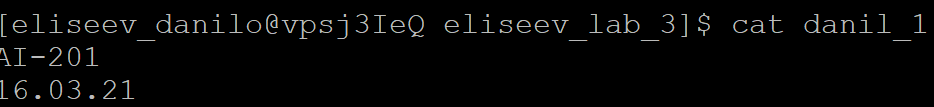 [eliseev_danilo@vpsj3IeQ eliseev_lab_3]$ cat danil_1
AI-201
16.03.21